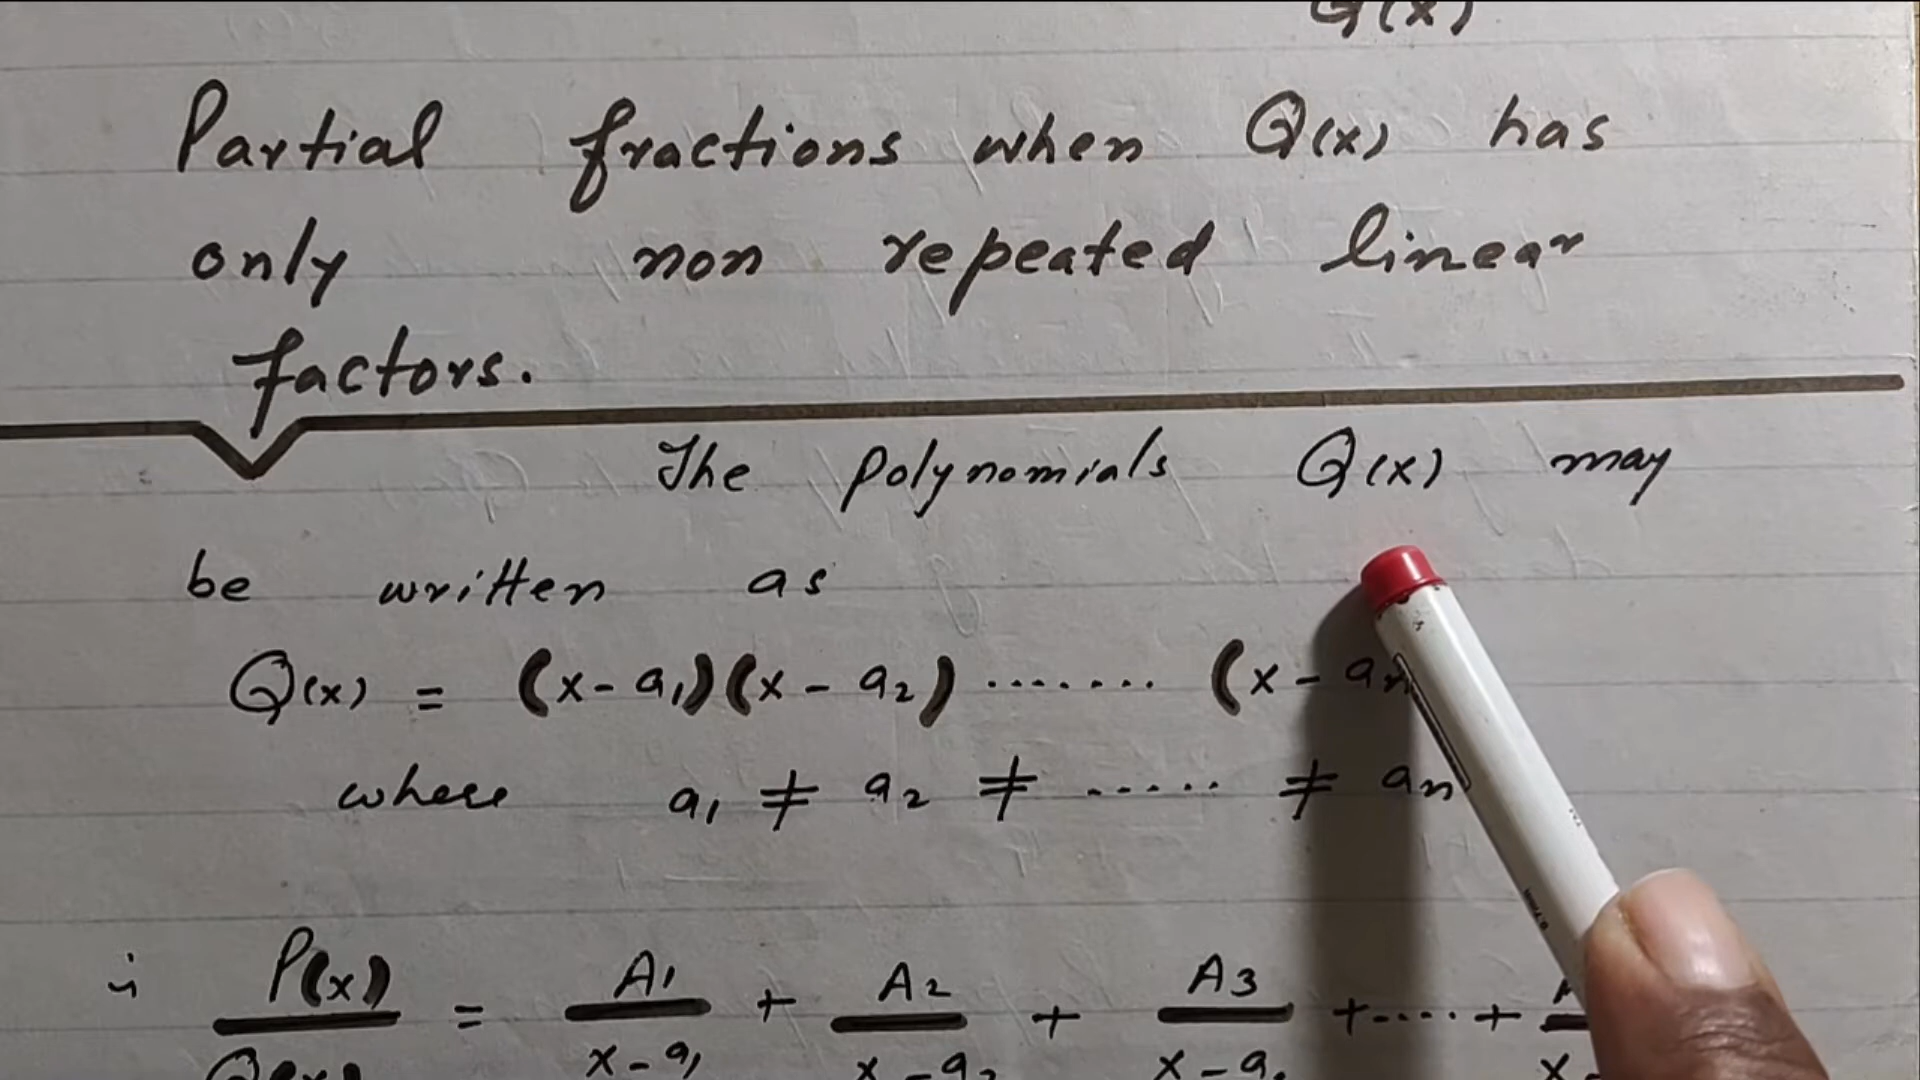 Q(x)
Partial fractions when Q(x) has
only non repeated linear
factors.
The polynomials Q(x) may
be written as
Q(x) = (x-a₁)(x - a₂) ....... (x - an
where a₁ ≠ a₂ ≠ ..... ≠ an
P(x) = A₁ + A₂ + A₃ +....+
Q(x) x-a₁ x-a₂ x-a x-